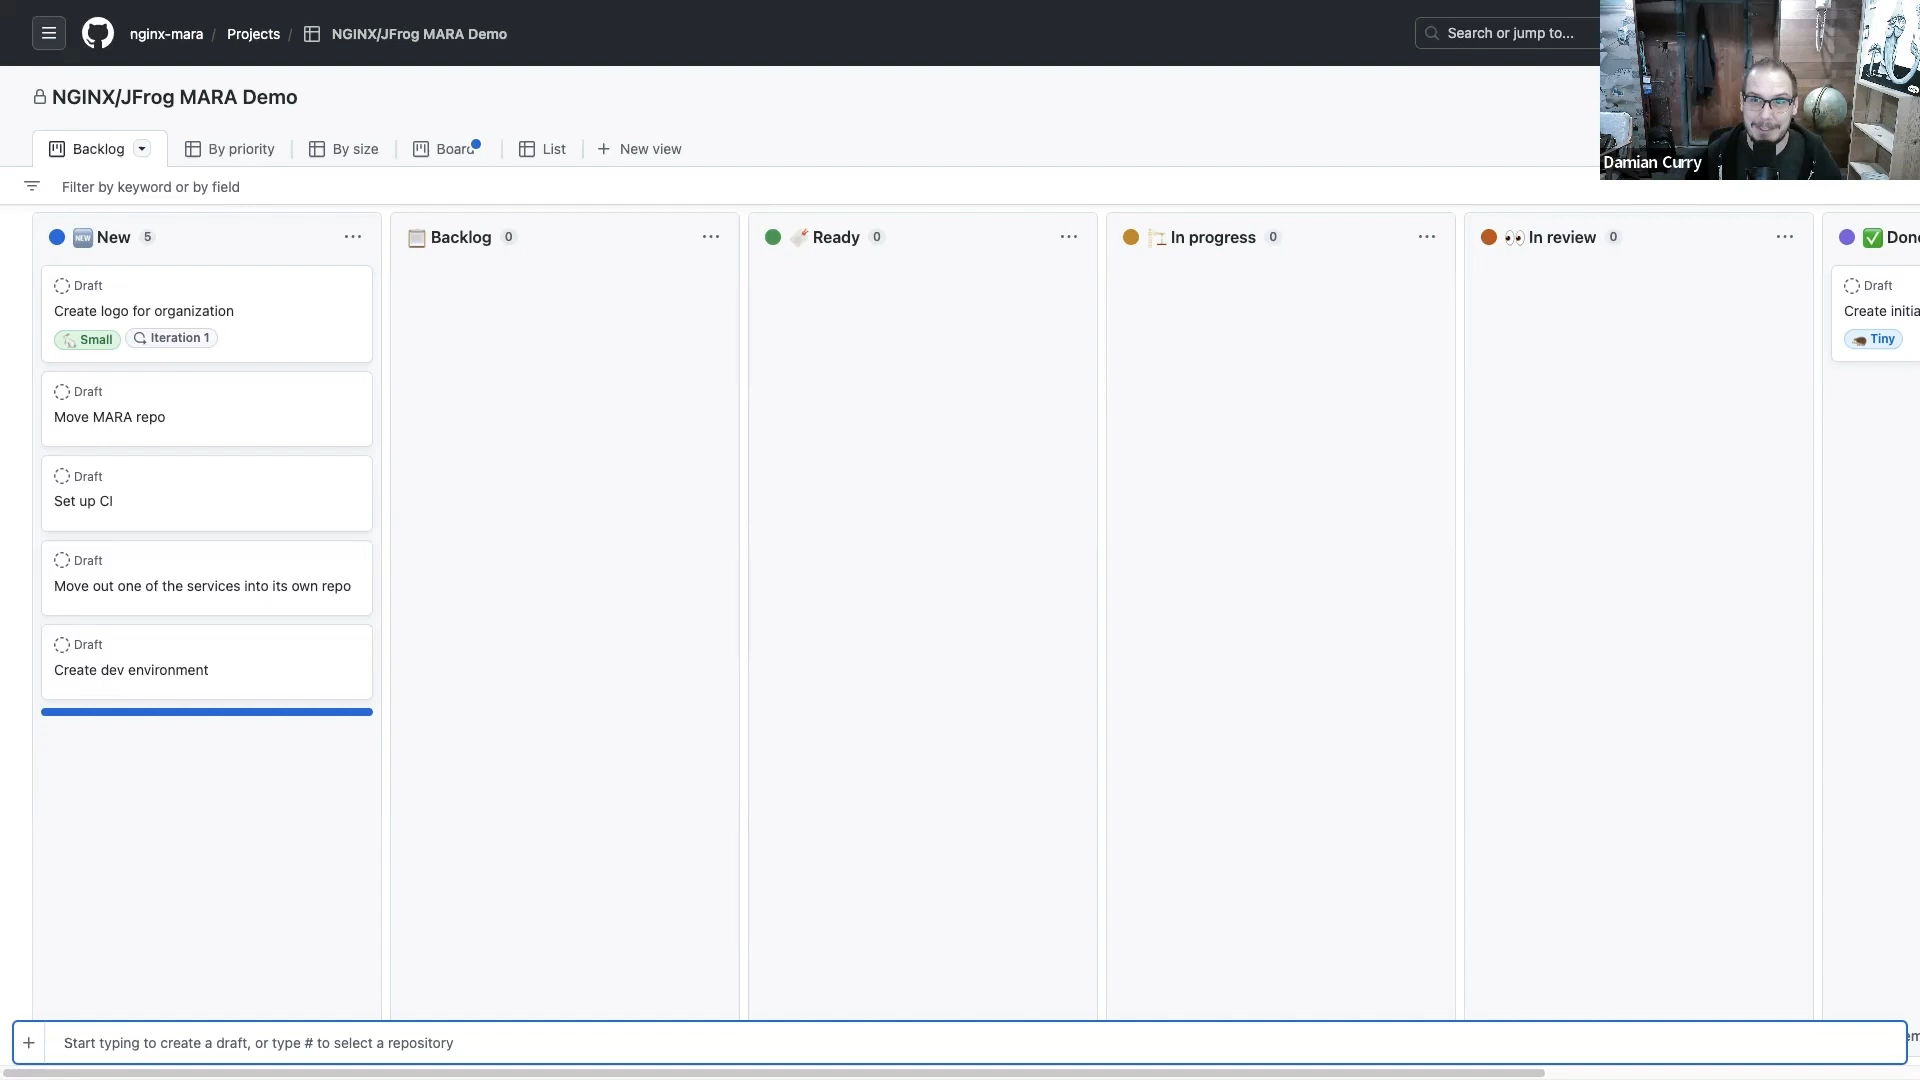 nginx-mara / Projects / NGINX/JFrog MARA Demo
Search or jump to...
NGINX/JFrog MARA Demo
Backlog
By priority
By size
Board
List
New view
Damian Curry
Filter by keyword or by field
NEW New 5
Draft
Create logo for organization
Small
Iteration 1
Draft
Move MARA repo
Draft
Set up CI
Draft
Move out one of the services into its own repo
Draft
Create dev environment
Backlog 0
Ready 0
In progress 0
In review 0
Done
Draft
Create initia
Tiny
+ Start typing to create a draft, or type # to select a repository